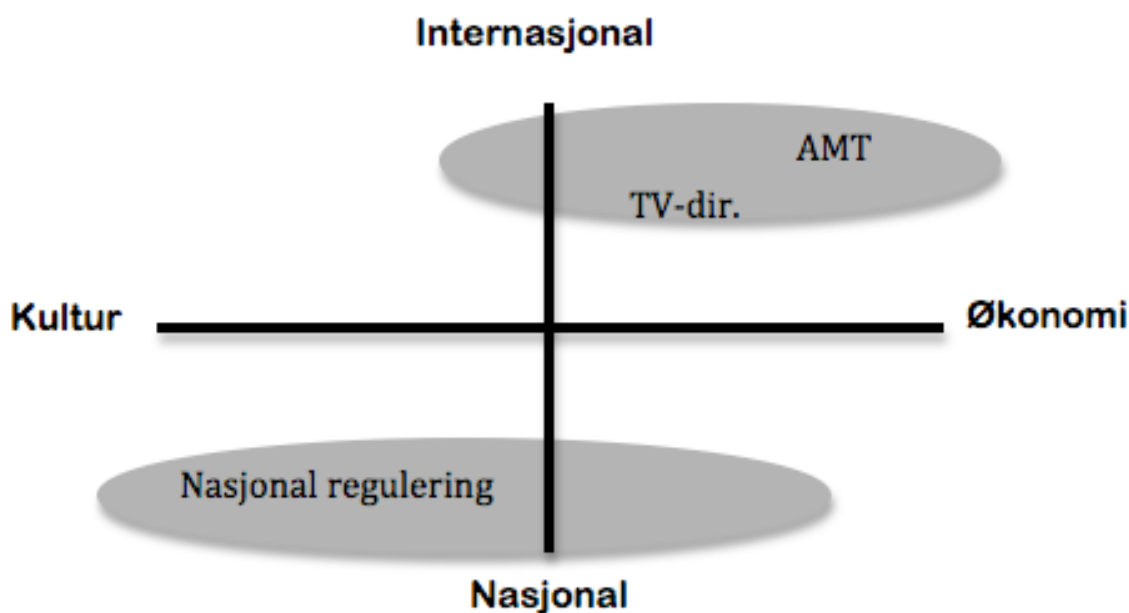 Internasjonal
AMT
TV-dir.
Kultur
Økonomi
Nasjonal regulering
Nasjonal